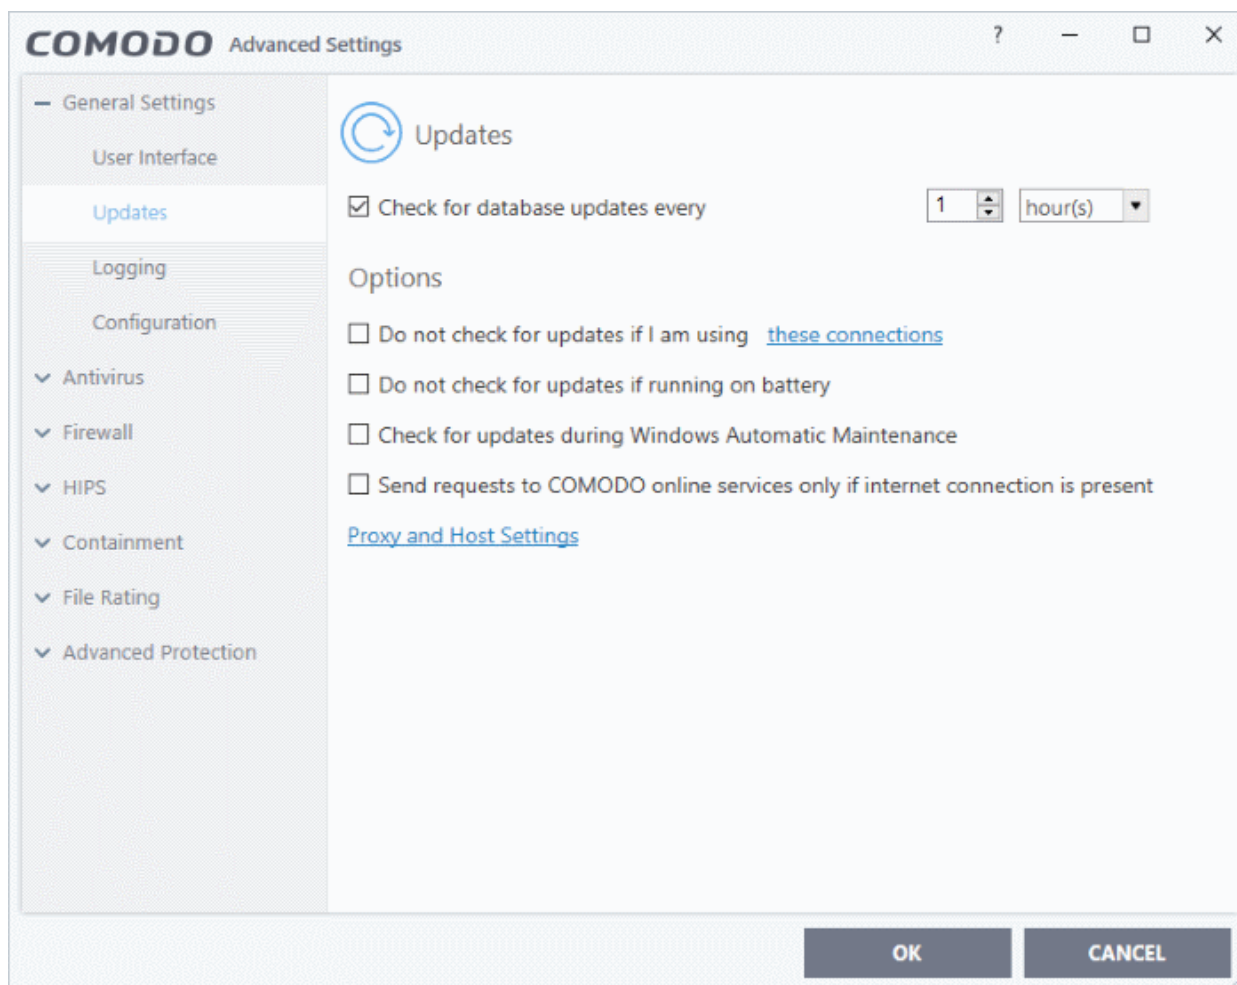 COMODO Advanced Settings ?
General Settings
User Interface
Updates
Logging
Configuration
Antivirus
Firewall
HIPS
Containment
File Rating
Advanced Protection
Updates
Check for database updates every 1 hour(s)
Options
Do not check for updates if I am using these connections
Do not check for updates if running on battery
Check for updates during Windows Automatic Maintenance
Send requests to COMODO online services only if internet connection is present
Proxy and Host Settings
OK CANCEL